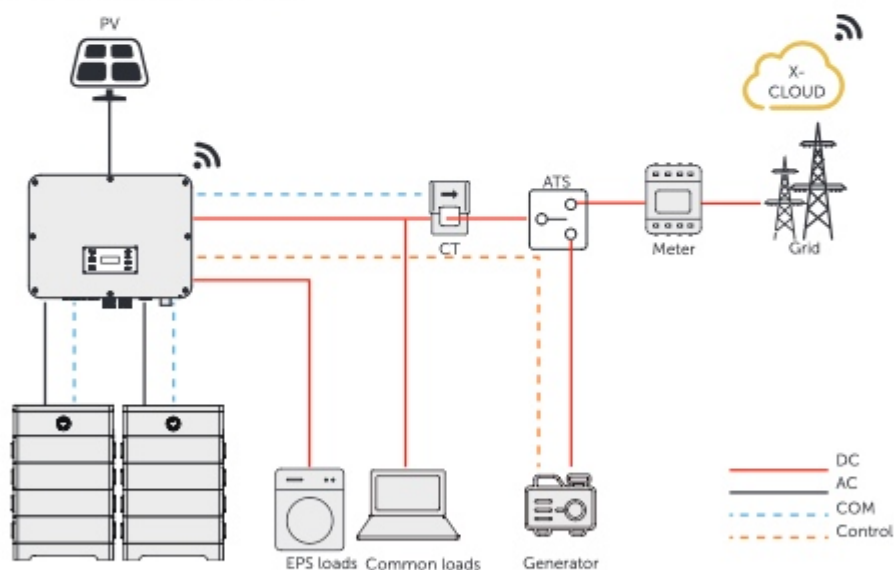 PV
X-
CLOUD
ATS
CT
Meter
Grid
EPS loads
Common loads
Generator
DC
AC
COM
Control